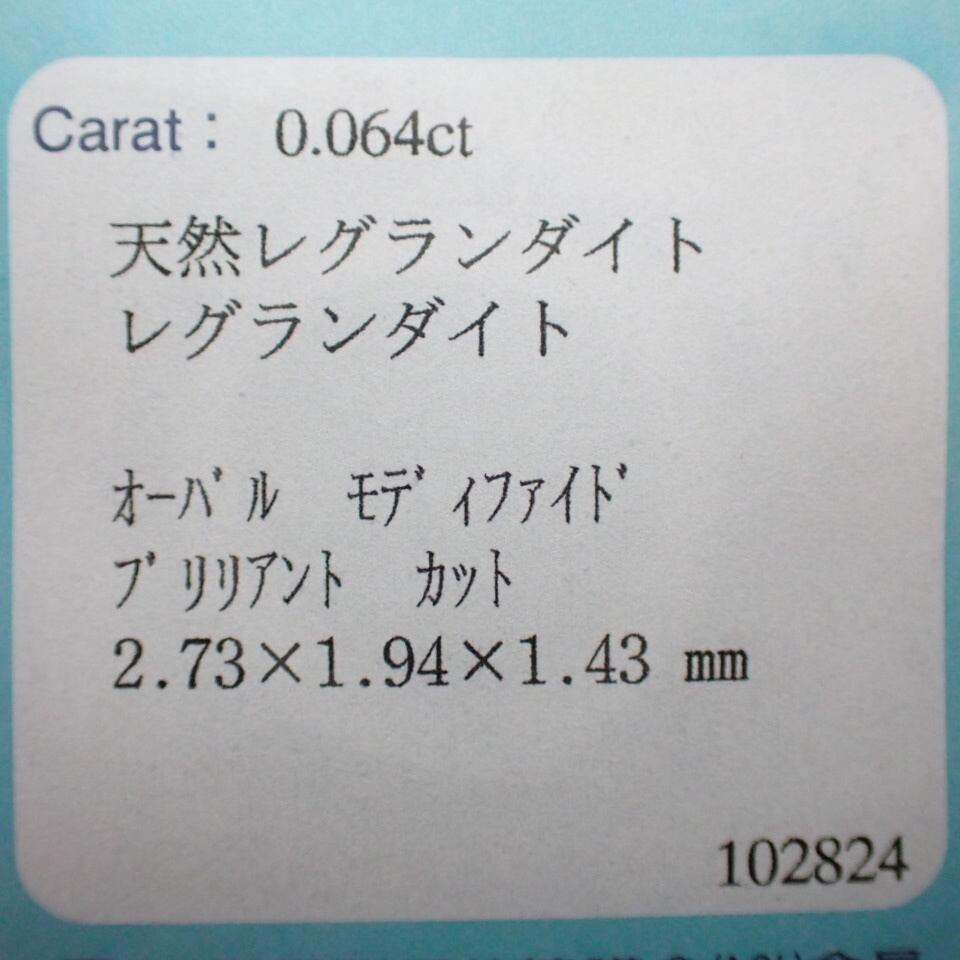 Carat： 0.064ct
天然レグランダイト
レグランダイト
ｵｰﾊﾞﾙ ﾓﾃﾞｨﾌｧｲﾄﾞ
ﾌﾞﾘﾘｱﾝﾄ ｶｯﾄ
2.73×1.94×1.43 mm
102824